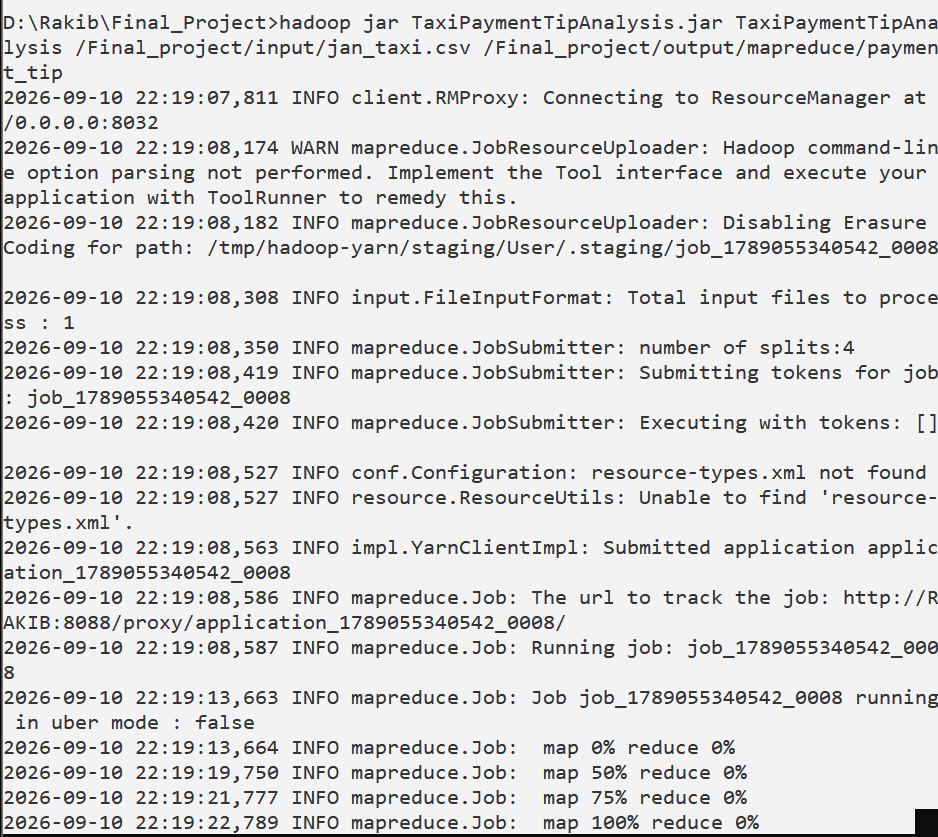 D:\Rakib\Final_Project>hadoop jar TaxiPaymentTipAnalysis.jar TaxiPaymentTipAna
lysis /Final_project/input/jan_taxi.csv /Final_project/output/mapreduce/paymen
t_tip
2026-09-10 22:19:07,811 INFO client.RMProxy: Connecting to ResourceManager at
/0.0.0.0:8032
2026-09-10 22:19:08,174 WARN mapreduce.JobResourceUploader: Hadoop command-lin
e option parsing not performed. Implement the Tool interface and execute your
application with ToolRunner to remedy this.
2026-09-10 22:19:08,182 INFO mapreduce.JobResourceUploader: Disabling Erasure
Coding for path: /tmp/hadoop-yarn/staging/User/.staging/job_1789055340542_0008
2026-09-10 22:19:08,308 INFO input.FileInputFormat: Total input files to proce
ss : 1
2026-09-10 22:19:08,350 INFO mapreduce.JobSubmitter: number of splits:4
2026-09-10 22:19:08,419 INFO mapreduce.JobSubmitter: Submitting tokens for job
: job_1789055340542_0008
2026-09-10 22:19:08,420 INFO mapreduce.JobSubmitter: Executing with tokens: []
2026-09-10 22:19:08,527 INFO conf.Configuration: resource-types.xml not found
2026-09-10 22:19:08,527 INFO resource.ResourceUtils: Unable to find 'resource-
types.xml'.
2026-09-10 22:19:08,563 INFO impl.YarnClientImpl: Submitted application applic
ation_1789055340542_0008
2026-09-10 22:19:08,586 INFO mapreduce.Job: The url to track the job: http://R
AKIB:8088/proxy/application_1789055340542_0008/
2026-09-10 22:19:08,587 INFO mapreduce.Job: Running job: job_1789055340542_000
8
2026-09-10 22:19:13,663 INFO mapreduce.Job: Job job_1789055340542_0008 running
 in uber mode : false
2026-09-10 22:19:13,664 INFO mapreduce.Job:  map 0% reduce 0%
2026-09-10 22:19:19,750 INFO mapreduce.Job:  map 50% reduce 0%
2026-09-10 22:19:21,777 INFO mapreduce.Job:  map 75% reduce 0%
2026-09-10 22:19:22,789 INFO mapreduce.Job:  map 100% reduce 0%